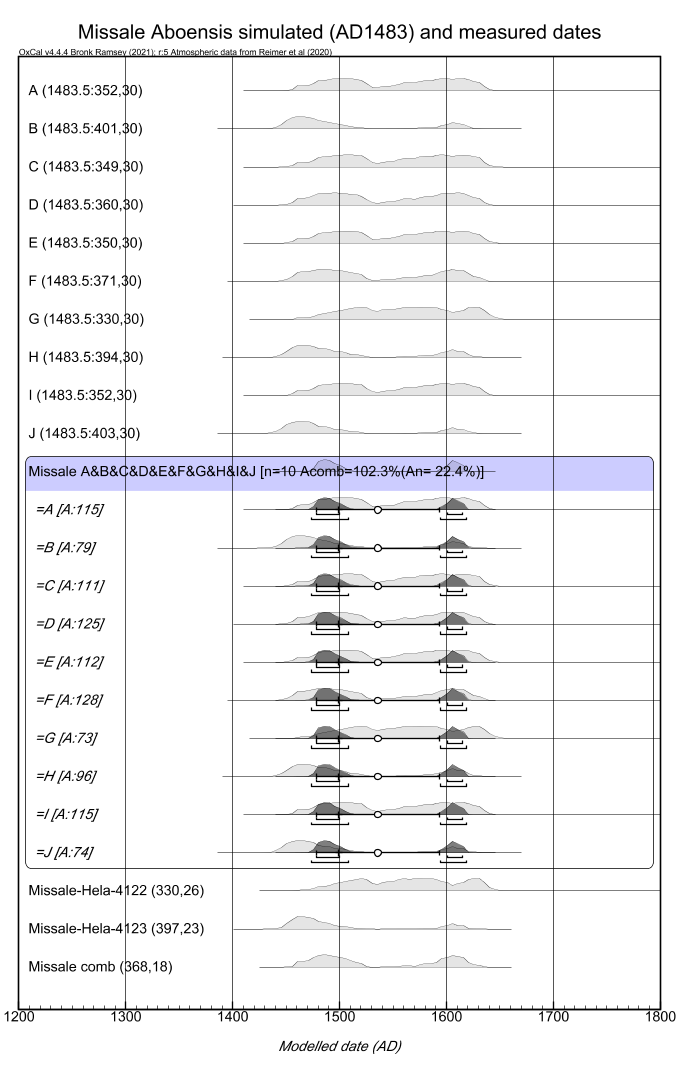 Missale Aboensis simulated (AD1483) and measured dates
OxCal v4.4.4 Bronk Ramsey (2021); r:5 Atmospheric data from Reimer et al (2020)
A (1483.5:352,30)
B (1483.5:401,30)
C (1483.5:349,30)
D (1483.5:360,30)
E (1483.5:350,30)
F (1483.5:371,30)
G (1483.5:330,30)
H (1483.5:394,30)
I (1483.5:352,30)
J (1483.5:403,30)
Missale A&B&C&D&E&F&G&H&I&J [n=10 Acomb=102.3%(An= 22.4%)]
=A [A:115]
=B [A:79]
=C [A:111]
=D [A:125]
=E [A:112]
=F [A:128]
=G [A:73]
=H [A:96]
=I [A:115]
=J [A:74]
Missale-Hela-4122 (330,26)
Missale-Hela-4123 (397,23)
Missale comb (368,18)
1200 1300 1400 1500 1600 1700 1800
Modelled date (AD)